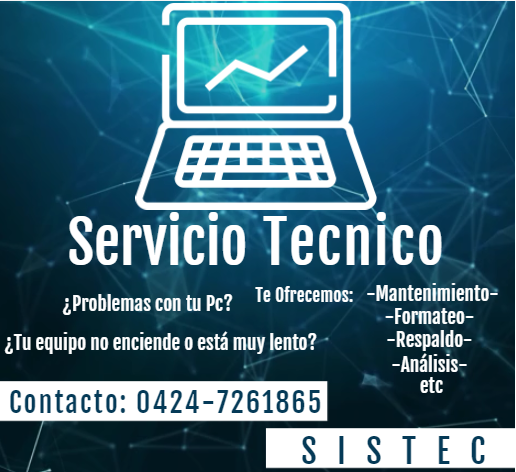 Servicio Tecnico
¿Problemas con tu Pc?
¿Tu equipo no enciende o está muy lento?
Te Ofrecemos:
-Mantenimiento-
-Formateo-
-Respaldo-
-Análisis-
etc
Contacto: 0424-7261865
SISTEC